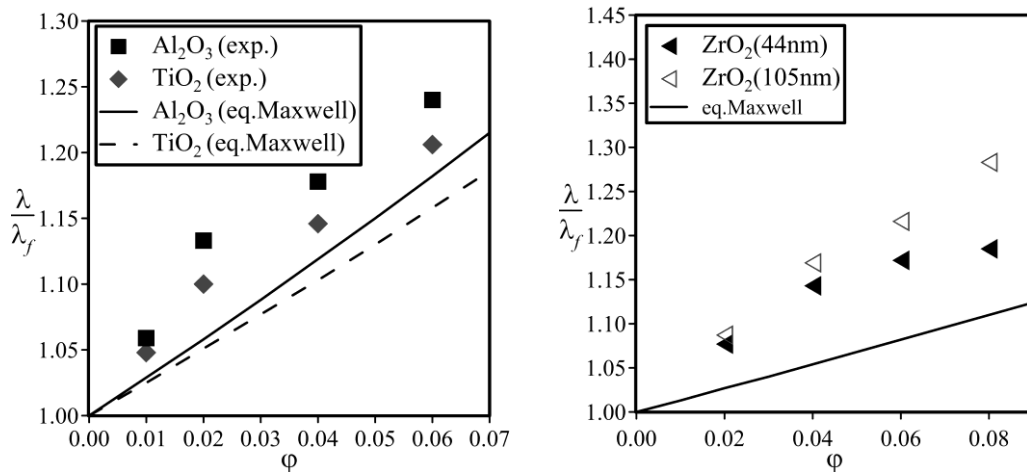 1.30
1.25
1.20
1.15
1.10
1.05
1.00
λ
λf
Al2O3 (exp.)
TiO2 (exp.)
Al2O3 (eq.Maxwell)
TiO2 (eq.Maxwell)
0.00 0.01 0.02 0.03 0.04 0.05 0.06 0.07
φ
1.45
1.40
1.35
1.30
1.25
1.20
1.15
1.10
1.05
1.00
λ
λf
ZrO2(44nm)
ZrO2(105nm)
eq.Maxwell
0.00 0.02 0.04 0.06 0.08
φ